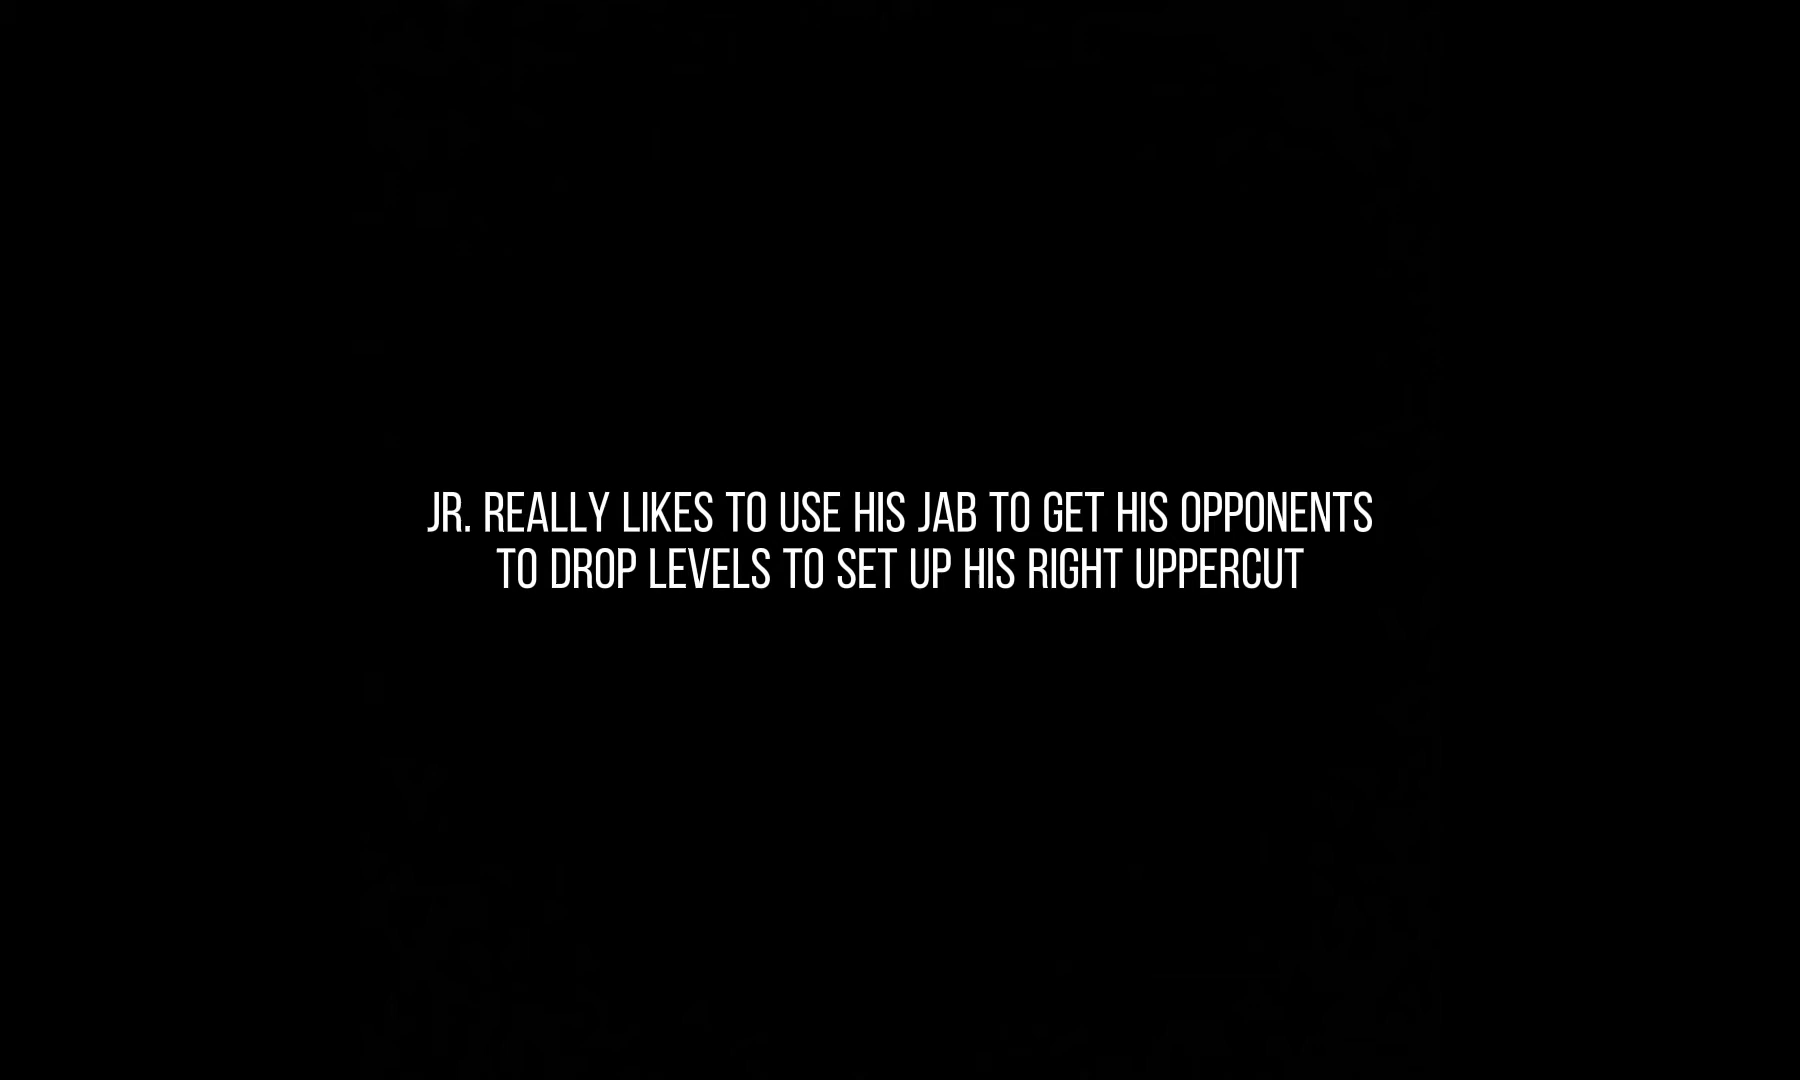 JR. REALLY LIKES TO USE HIS JAB TO GET HIS OPPONENTS
TO DROP LEVELS TO SET UP HIS RIGHT UPPERCUT